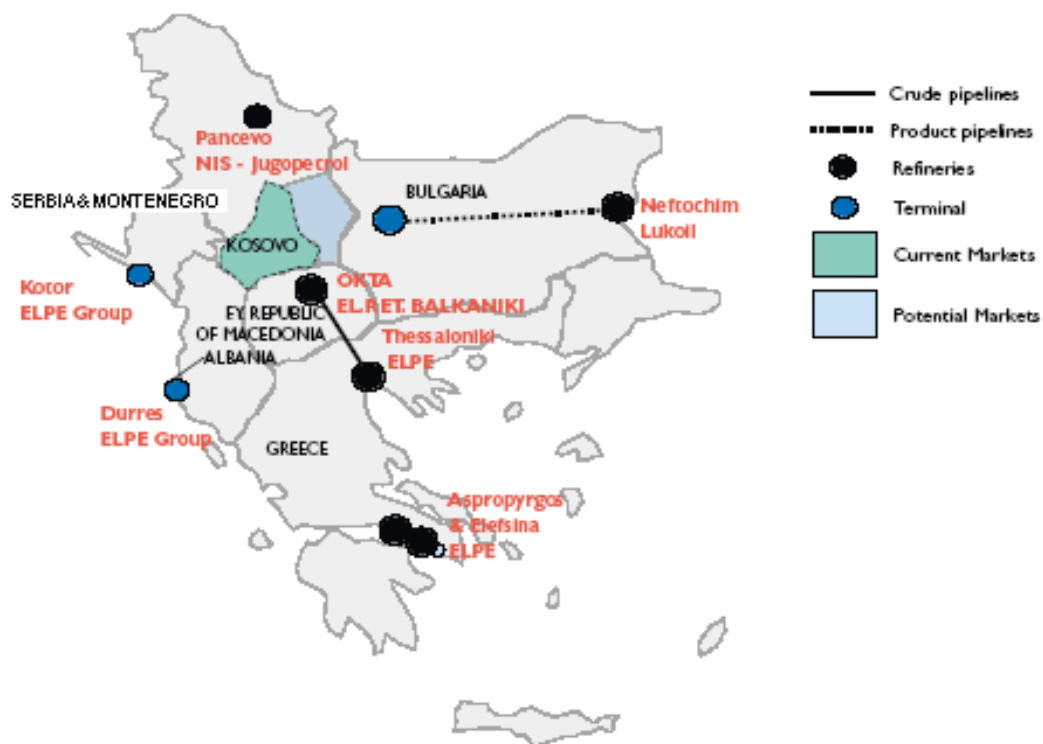 Pancevo
NIS - Jugopetrol
SERBIA & MONTENEGRO
BULGARIA
Neftochim
Lukoil
KOSOVO
Kotor
ELPE Group
OKTA
EL.RET. BALKANIKI
F.Y. REPUBLIC
OF MACEDONIA
ALBANIA
Thessaloniki
ELPE
Durres
ELPE Group
GREECE
Aspropyrgos
& Elefsina
ELPE
Crude pipelines
Product pipelines
Refineries
Terminal
Current Markets
Potential Markets